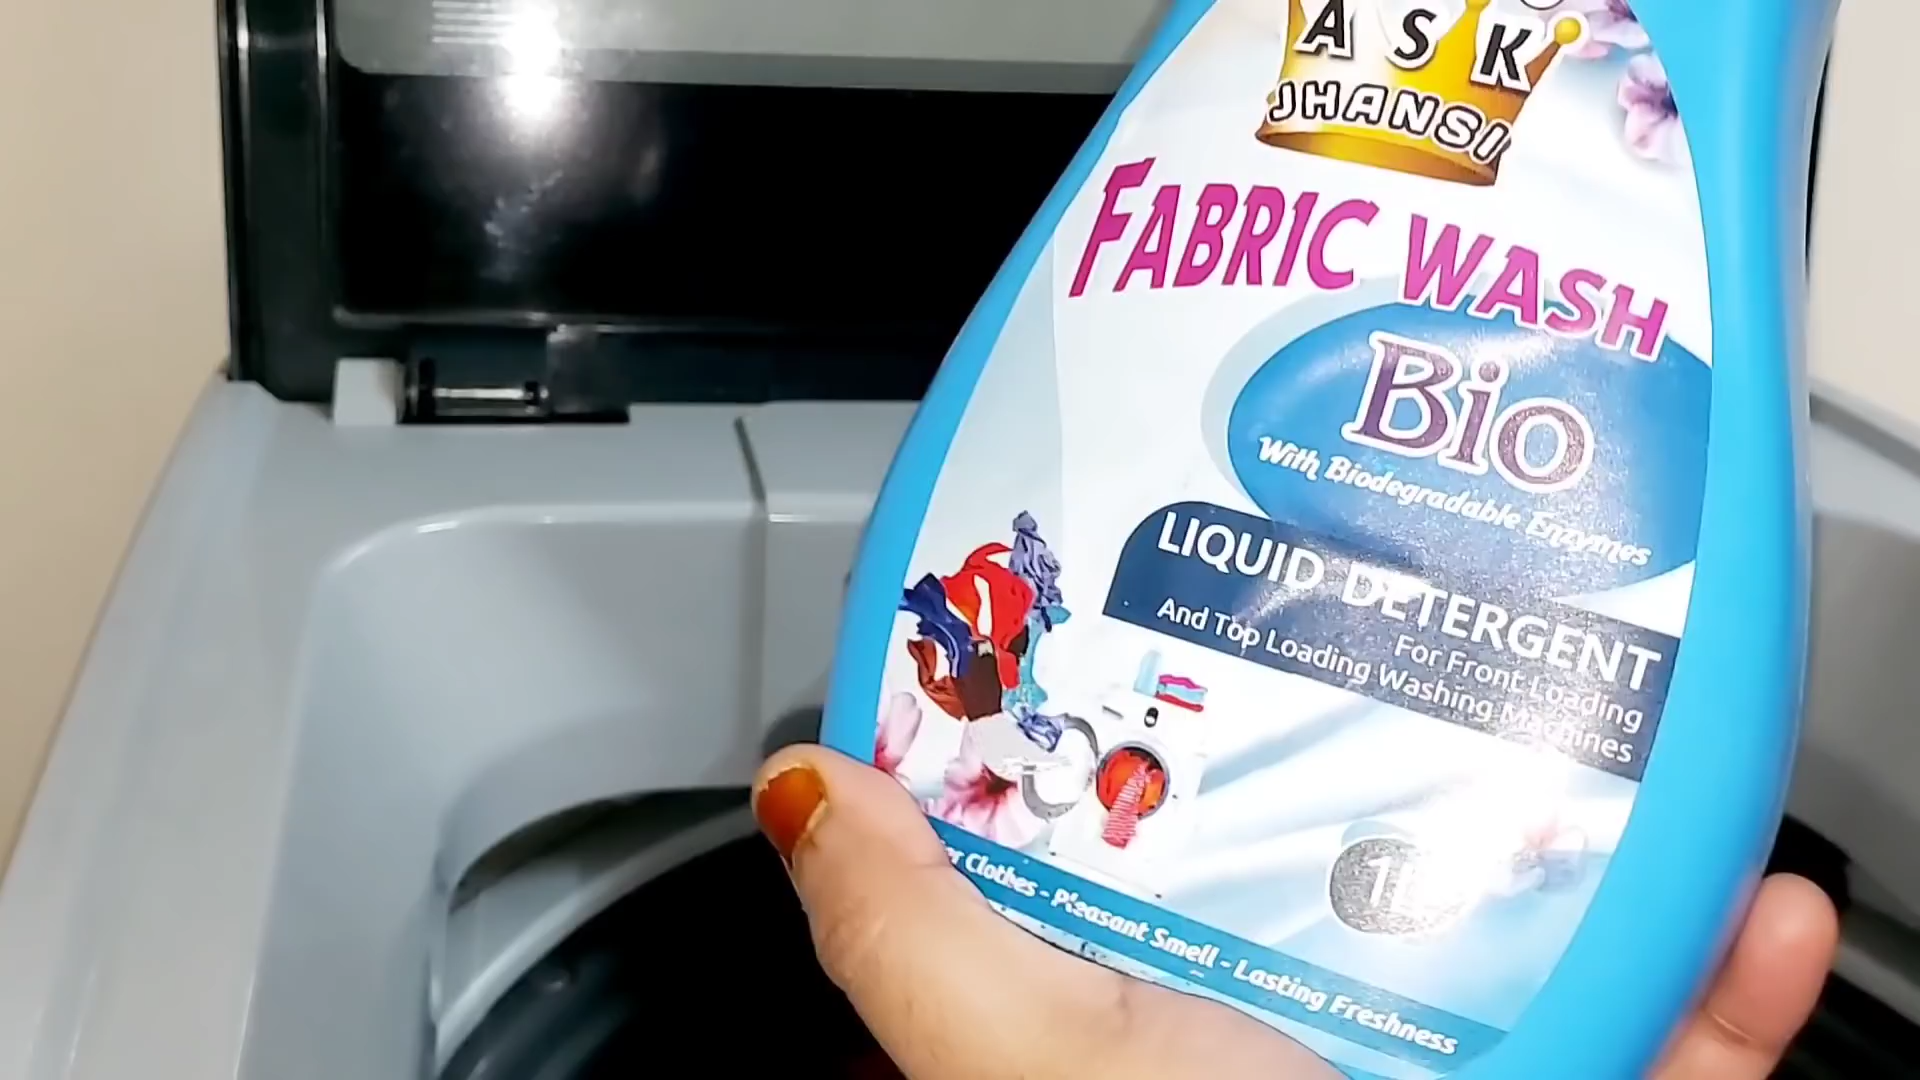 ASK
JHANSI
FABRIC WASH
Bio
With Biodegradable Enzymes
LIQUID DETERGENT
For Front Loading
And Top Loading Washing Machines
Clothes - Pleasant Smell - Lasting Freshness